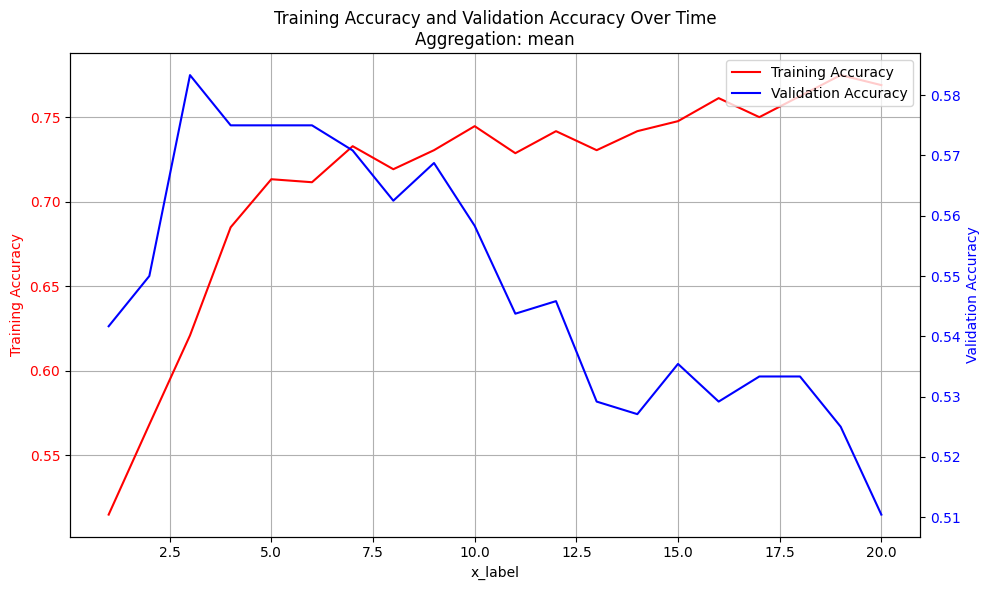 Training Accuracy and Validation Accuracy Over Time
Aggregation: mean
Training Accuracy
Validation Accuracy
0.75
0.70
0.65
0.60
0.55
Training Accuracy
0.58
0.57
0.56
0.55
0.54
0.53
0.52
0.51
Validation Accuracy
2.5 5.0 7.5 10.0 12.5 15.0 17.5 20.0
x_label